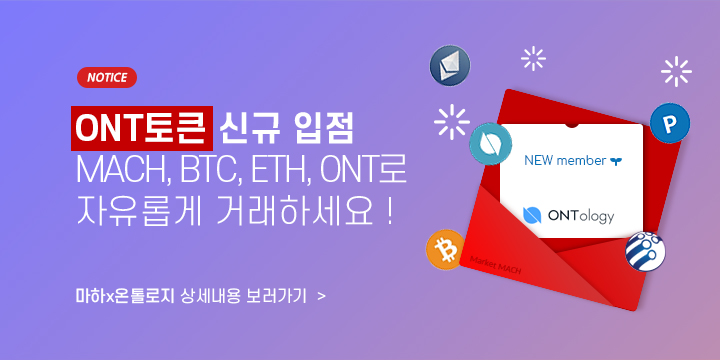 NOTICE
ONT토큰 신규 입점
MACH, BTC, ETH, ONT로
자유롭게 거래하세요 !
마하x온톨로지 상세내용 보러가기 >
NEW member
ONTology
Market MACH
P